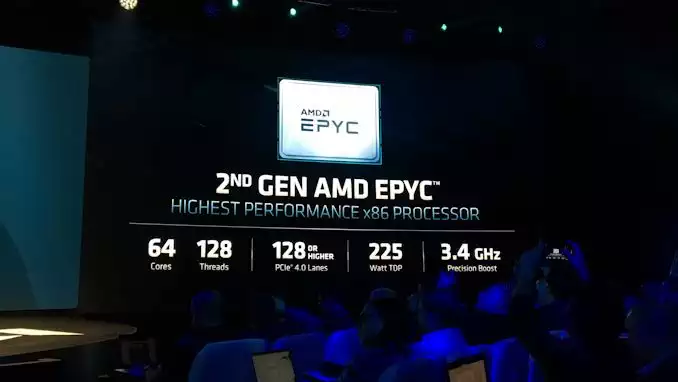 AMD
EPYC
2ND GEN AMD EPYC™
HIGHEST PERFORMANCE x86 PROCESSOR
64 128 128 OR HIGHER 225 3.4 GHz
Cores Threads PCIe® 4.0 Lanes Watt TDP Precision Boost